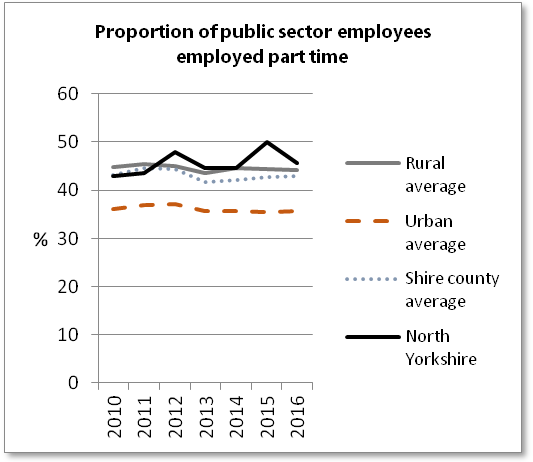 Proportion of public sector employees
employed part time
60
50
40
30
20
10
0
%
2010
2011
2012
2013
2014
2015
2016
Rural
average
Urban
average
Shire county
average
North
Yorkshire